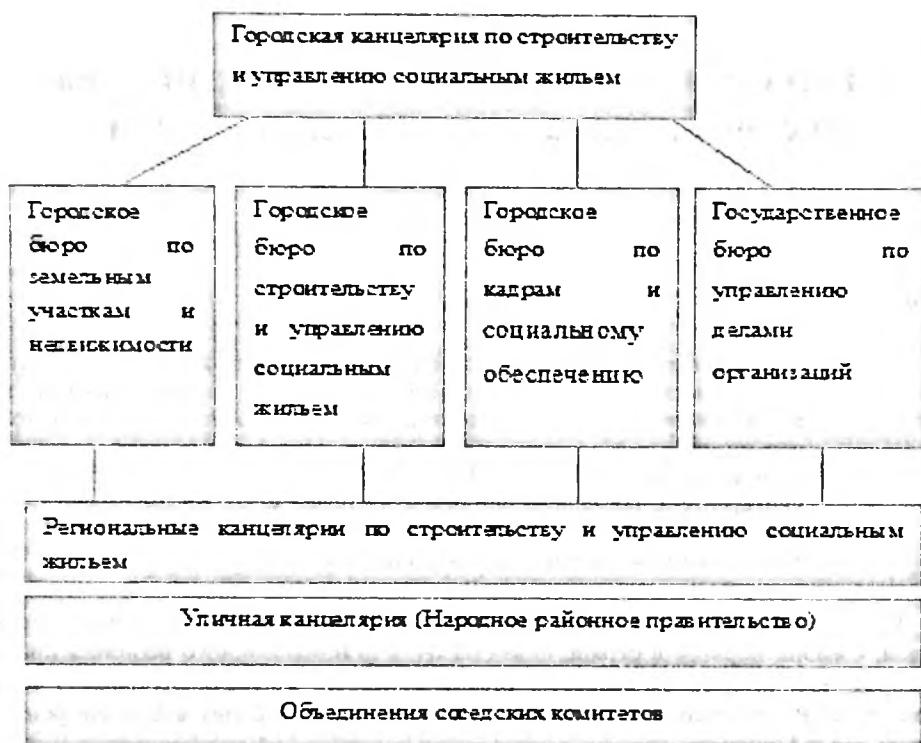 Городская канцелярия по строительству
и управлению социальным жильем
Городское
бюро по
земельным
участкам и
недвижимости
Городское
бюро по
строительству
и управлению
социальным
жильем
Городское
бюро по
кадрам и
социальному
обеспечению
Государственное
бюро по
управлению
делами
организаций
Региональные канцелярии по строительству и управлению социальным
жильем
Уличная канцелярия (Народное районное правительство)
Объединения соседских комитетов